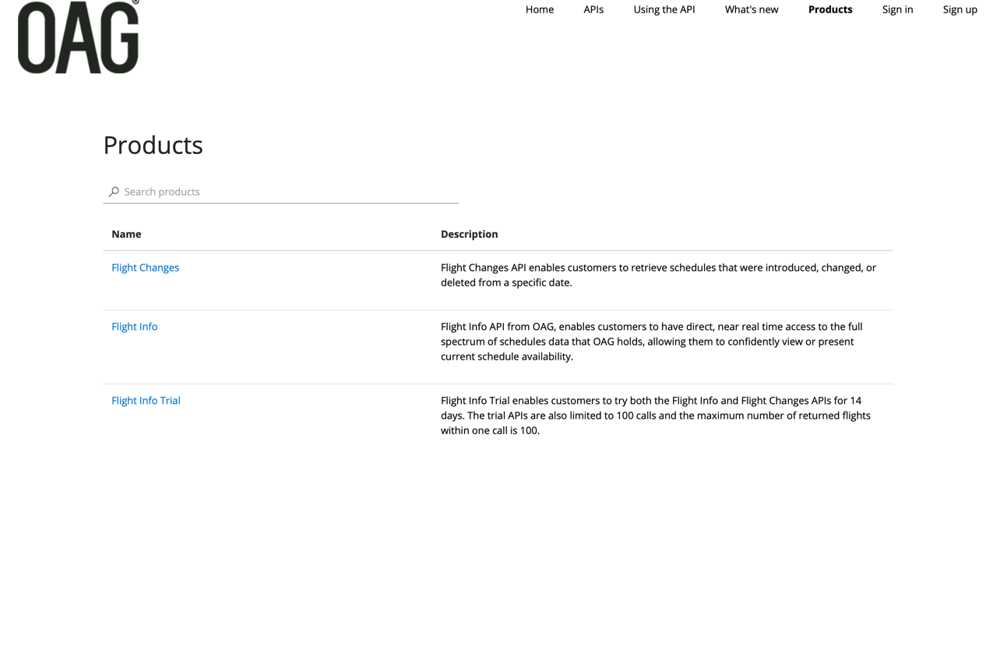 OAG®
Home APIs Using the API What's new Products Sign in Sign up
Products
Search products
Name Description
Flight Changes Flight Changes API enables customers to retrieve schedules that were introduced, changed, or
deleted from a specific date.
Flight Info Flight Info API from OAG, enables customers to have direct, near real time access to the full
spectrum of schedules data that OAG holds, allowing them to confidently view or present
current schedule availability.
Flight Info Trial Flight Info Trial enables customers to try both the Flight Info and Flight Changes APIs for 14
days. The trial APIs are also limited to 100 calls and the maximum number of returned flights
within one call is 100.